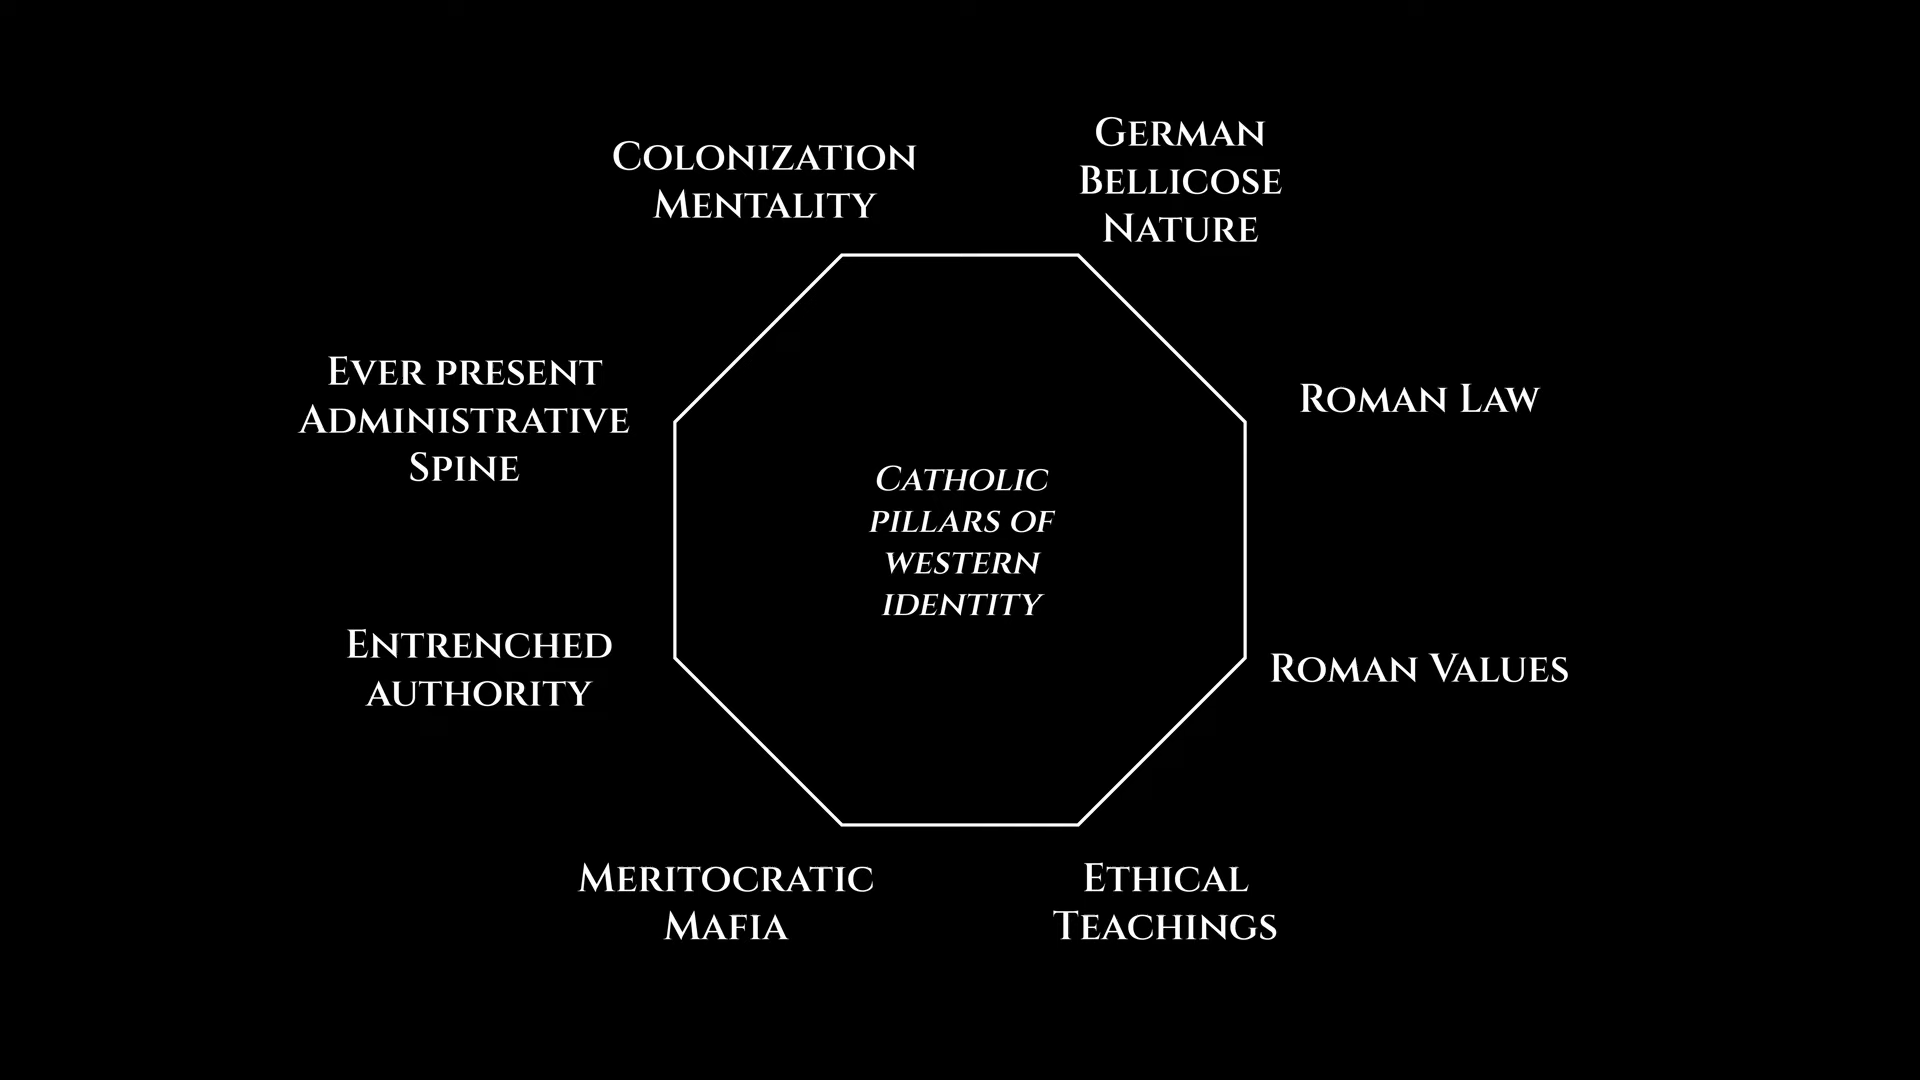 German
Bellicose
Nature
Colonization
Mentality
Ever present
Administrative
Spine
Roman Law
Catholic
pillars of
western
identity
Entrenched
authority
Roman Values
Meritocratic
Mafia
Ethical
Teachings